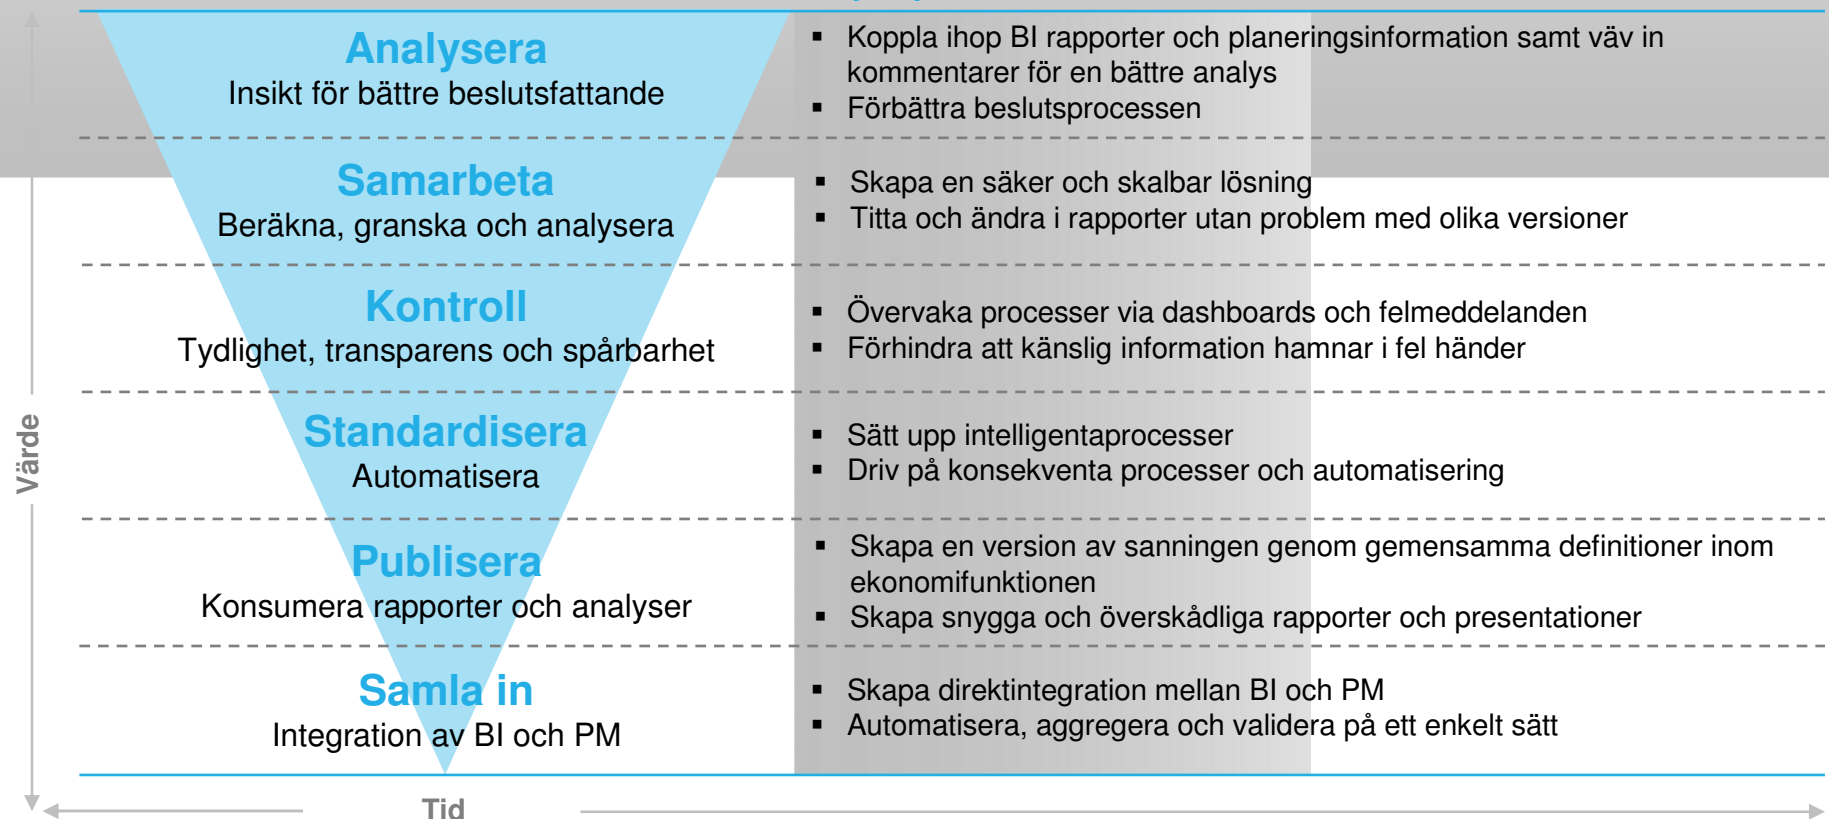 Analysera
Insikt för bättre beslutsfattande
▪ Koppla ihop BI rapporter och planeringsinformation samt väv in
kommentarer för en bättre analys
▪ Förbättra beslutsprocessen
Samarbeta
Beräkna, granska och analysera
▪ Skapa en säker och skalbar lösning
▪ Titta och ändra i rapporter utan problem med olika versioner
Kontroll
Tydlighet, transparens och spårbarhet
▪ Övervaka processer via dashboards och felmeddelanden
▪ Förhindra att känslig information hamnar i fel händer
Värde
Standardisera
Automatisera
▪ Sätt upp intelligentaprocesser
▪ Driv på konsekventa processer och automatisering
Publisera
Konsumera rapporter och analyser
▪ Skapa en version av sanningen genom gemensamma definitioner inom
ekonomifunktionen
▪ Skapa snygga och överskådliga rapporter och presentationer
Samla in
Integration av BI och PM
▪ Skapa direktintegration mellan BI och PM
▪ Automatisera, aggregera och validera på ett enkelt sätt
Tid